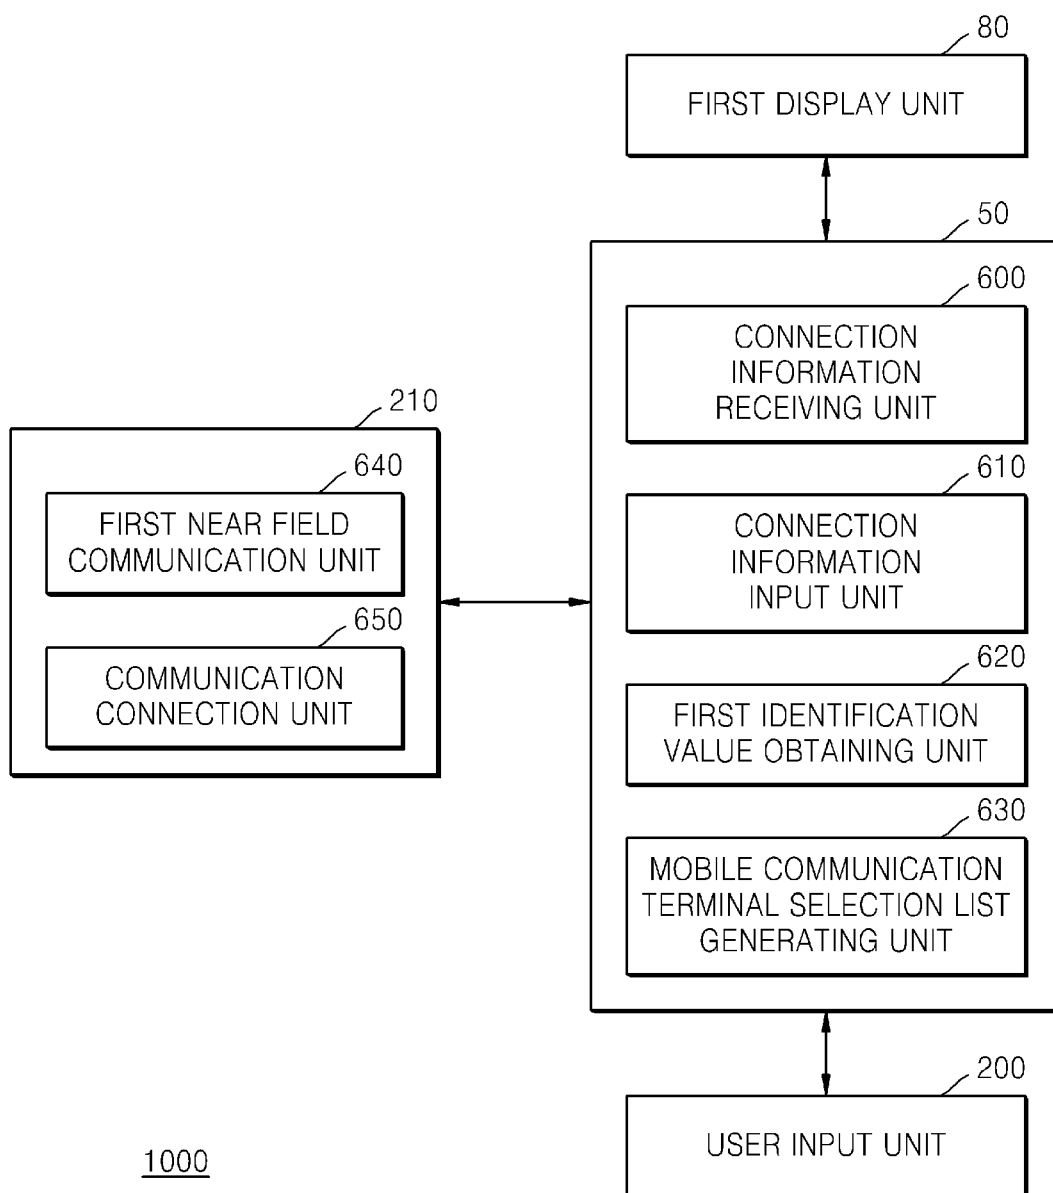 80
FIRST DISPLAY UNIT
50
600
CONNECTION
INFORMATION
RECEIVING UNIT
210
640
FIRST NEAR FIELD
COMMUNICATION UNIT
610
CONNECTION
INFORMATION
INPUT UNIT
650
COMMUNICATION
CONNECTION UNIT
620
FIRST IDENTIFICATION
VALUE OBTAINING UNIT
630
MOBILE COMMUNICATION
TERMINAL SELECTION LIST
GENERATING UNIT
200
USER INPUT UNIT
1000